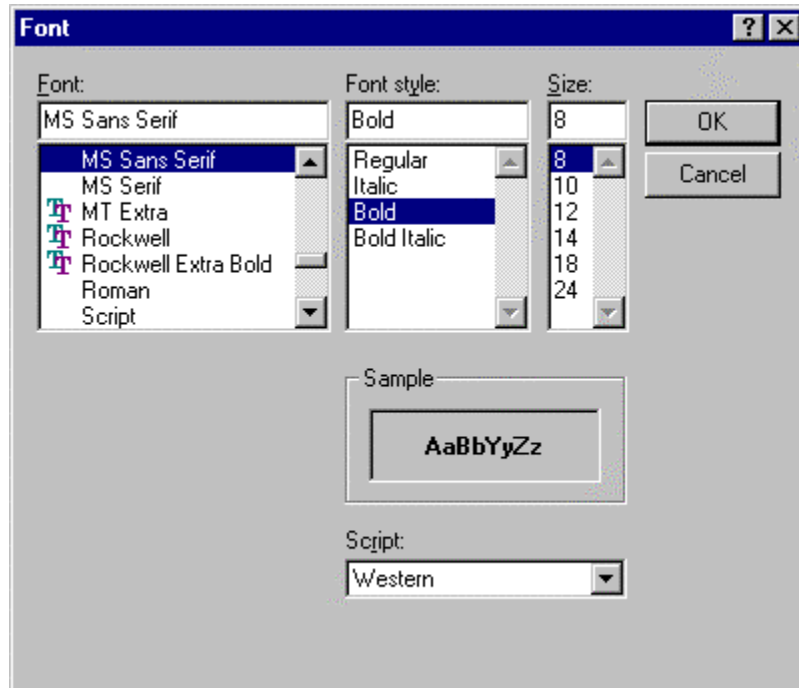 Font
Font:
MS Sans Serif
MS Sans Serif
MS Serif
MT Extra
Rockwell
Rockwell Extra Bold
Roman
Script
Font style:
Bold
Regular
Italic
Bold
Bold Italic
Size:
8
8
10
12
14
18
24
OK
Cancel
Sample
AaBbYyZz
Script:
Western